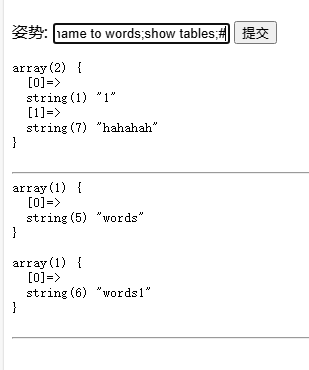 姿势: name to words;show tables;# 提交
array(2) {
  [0]=>
  string(1) "1"
  [1]=>
  string(7) "hahahah"
}
array(1) {
  [0]=>
  string(5) "words"
}
array(1) {
  [0]=>
  string(6) "words1"
}